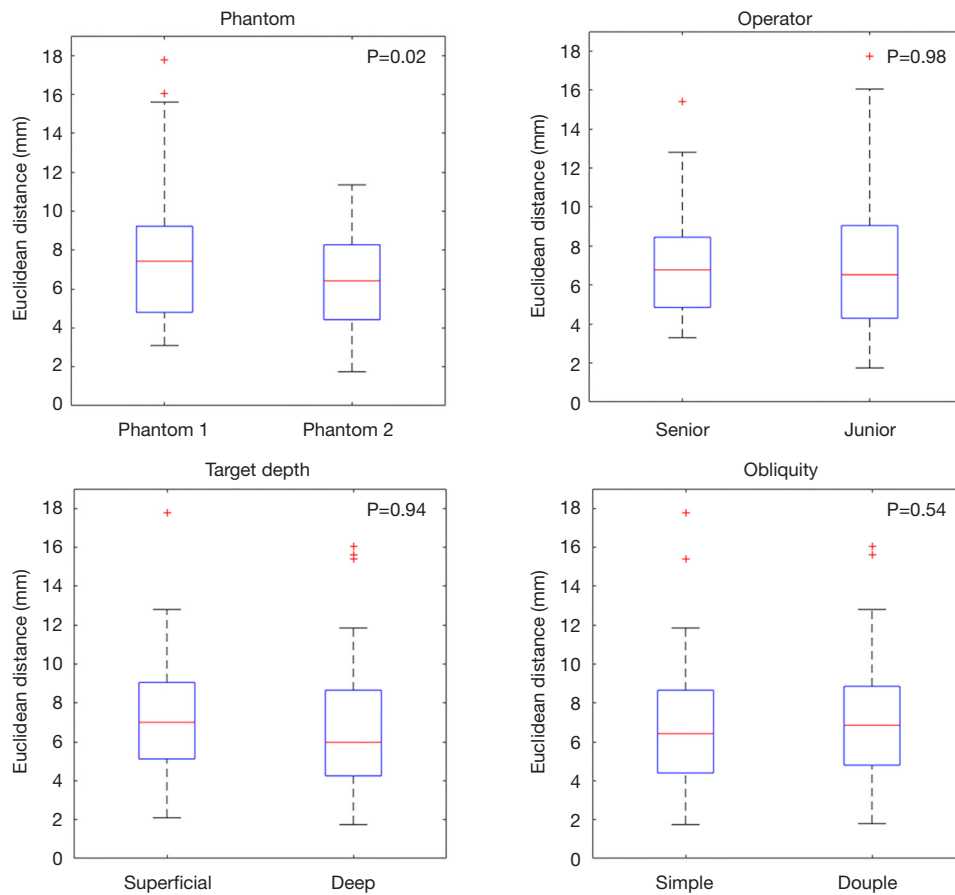 Phantom
P=0.02
Euclidean distance (mm)
18
16
14
12
10
8
6
4
2
0
Phantom 1 Phantom 2
Operator
P=0.98
Euclidean distance (mm)
18
16
14
12
10
8
6
4
2
0
Senior Junior
Target depth
P=0.94
Euclidean distance (mm)
18
16
14
12
10
8
6
4
2
0
Superficial Deep
Obliquity
P=0.54
Euclidean distance (mm)
18
16
14
12
10
8
6
4
2
0
Simple Douple